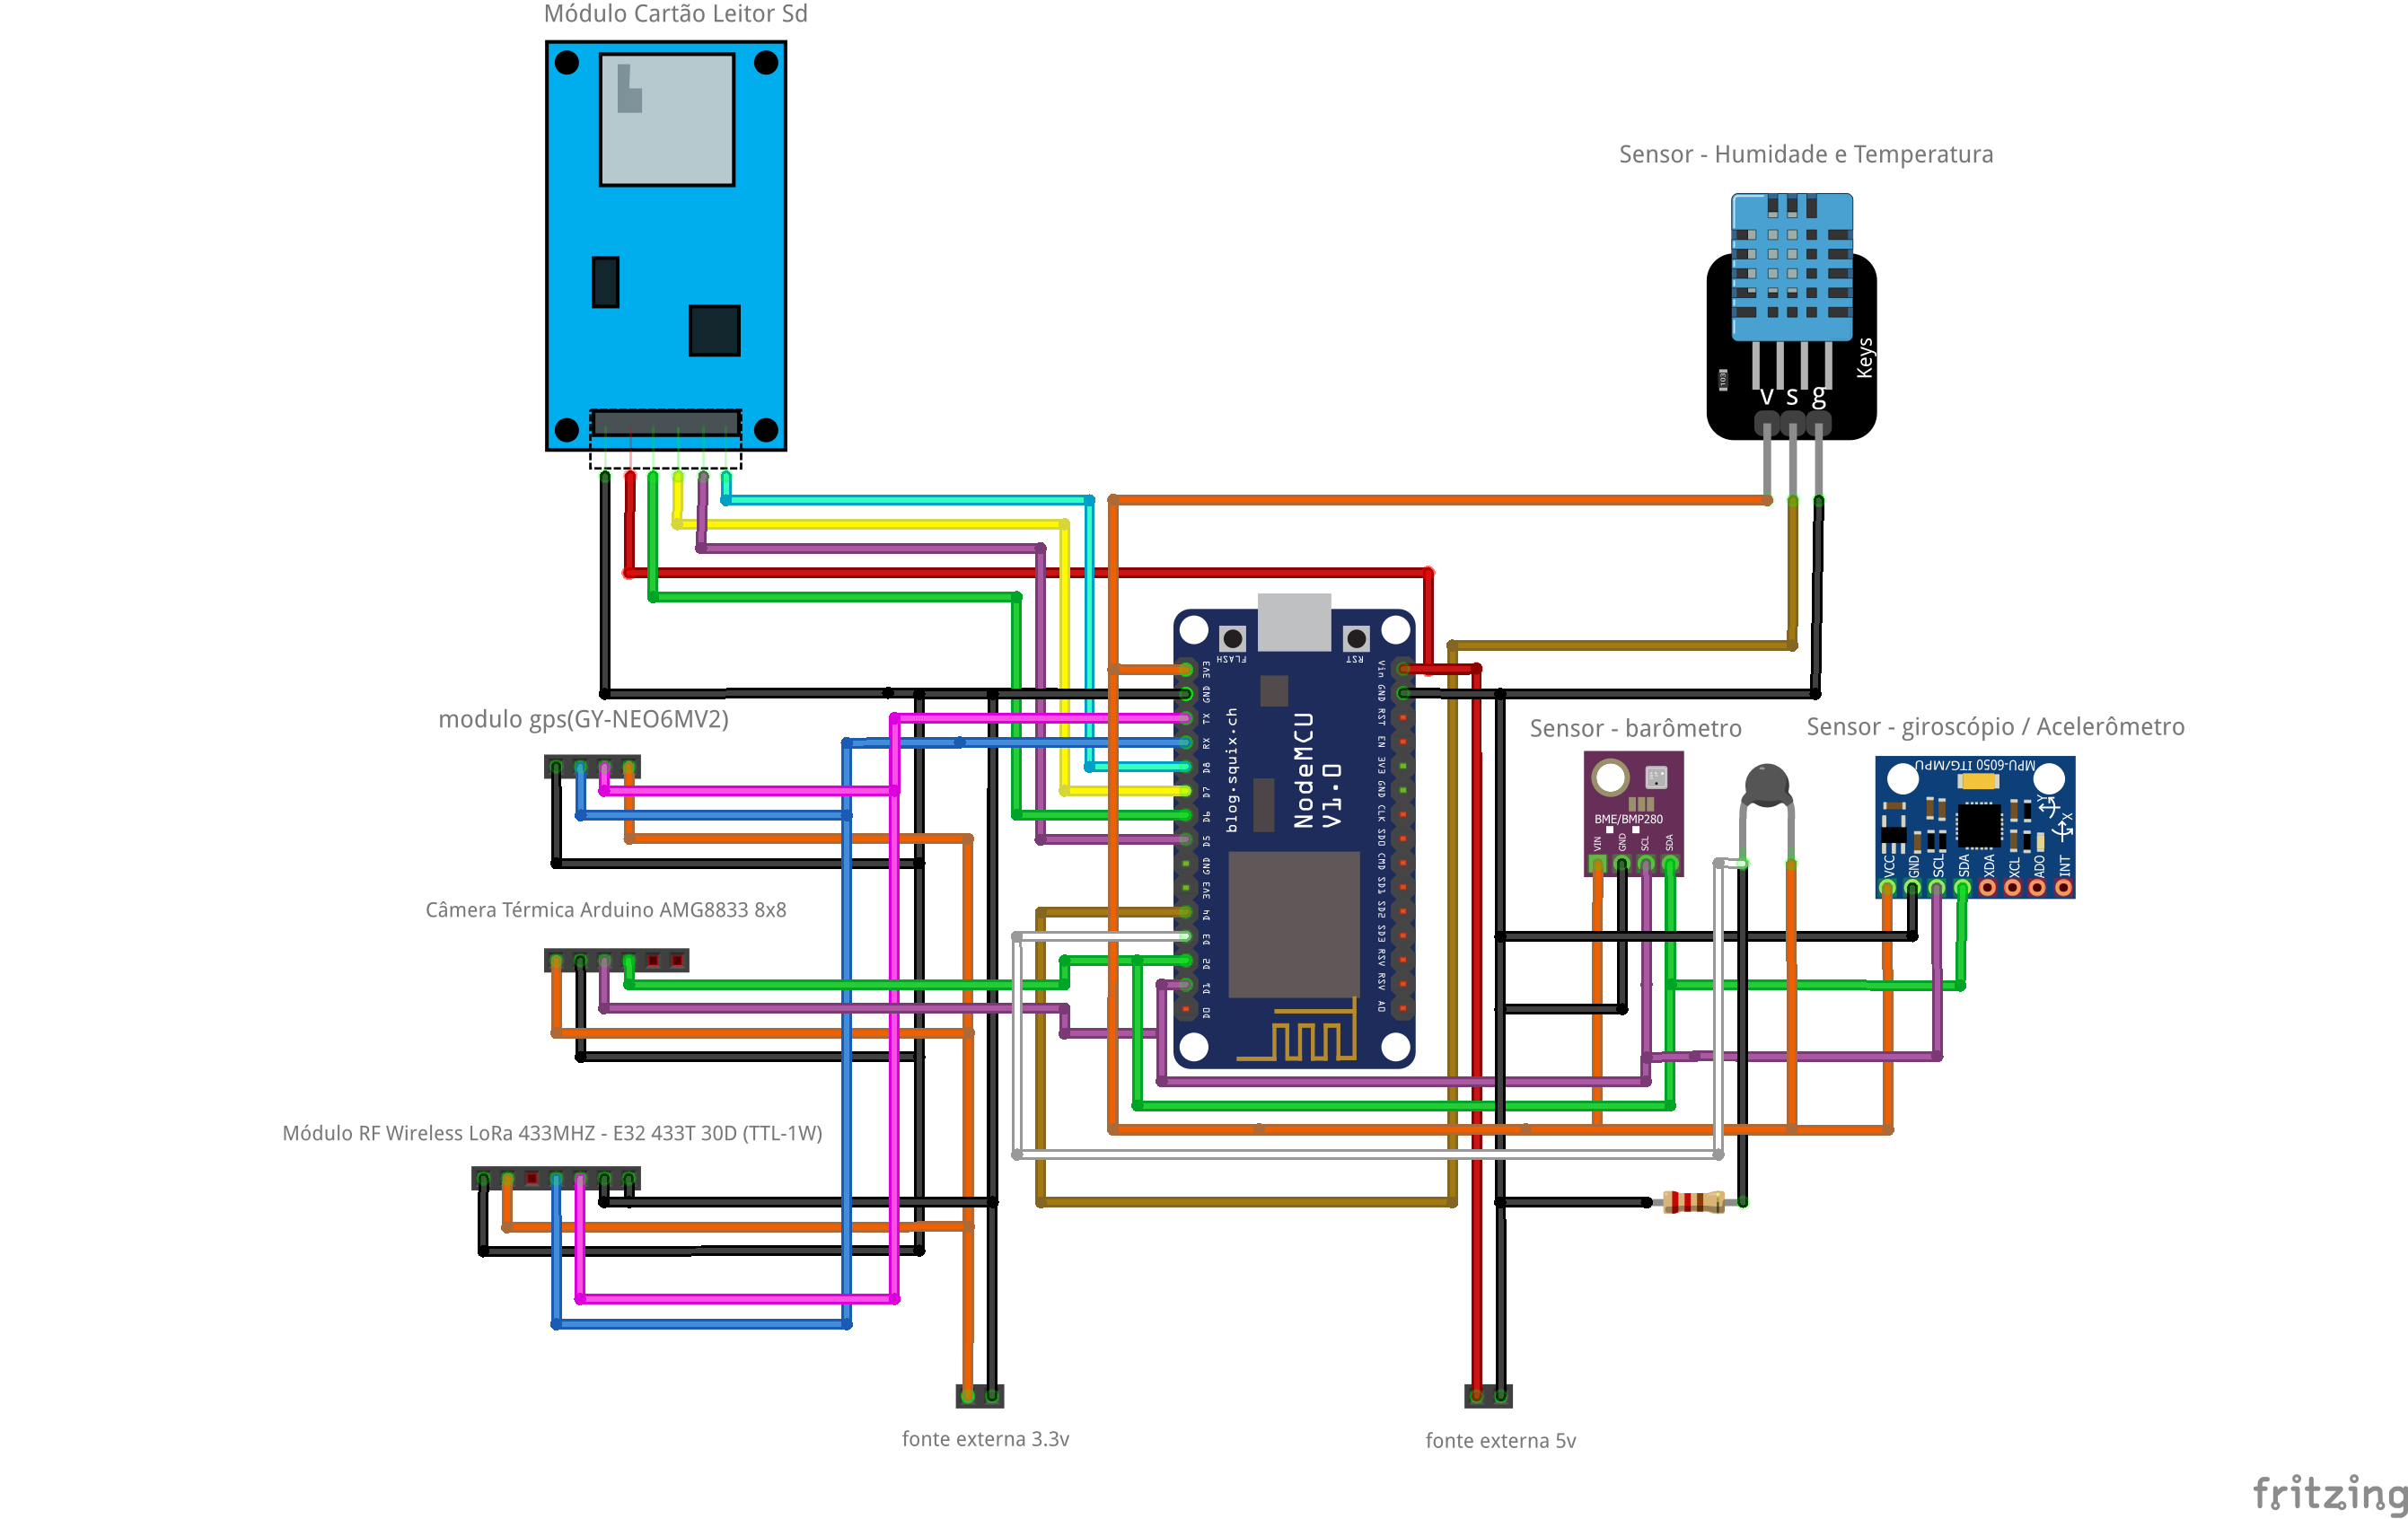 Módulo Cartão Leitor Sd
Sensor - Humidade e Temperatura
Keys
103
v s g
modulo gps(GY-NEO6MV2)
Câmera Térmica Arduino AMG8833 8x8
Módulo RF Wireless LoRa 433MHZ - E32 433T 30D (TTL-1W)
FLASH
RST
3V3
GND
TX
RX
D8
D7
D6
D5
GND
3V3
D4
D3
D2
D1
D0
blog.squix.ch
NodeMCU
V1.0
Vin
GND
RST
EN
3V3
GND
CLK
SDO
CMD
SD1
SD2
SD3
RSV
RSV
A0
Sensor - barômetro
BME/BMP280
VIN
GND
SCL
SDA
Sensor - giroscópio / Acelerômetro
MPU-6050 ITG/MPU
Y
X
VCC
GND
SCL
SDA
XDA
XCL
ADO
INT
fonte externa 3.3v
fonte externa 5v
fritzing